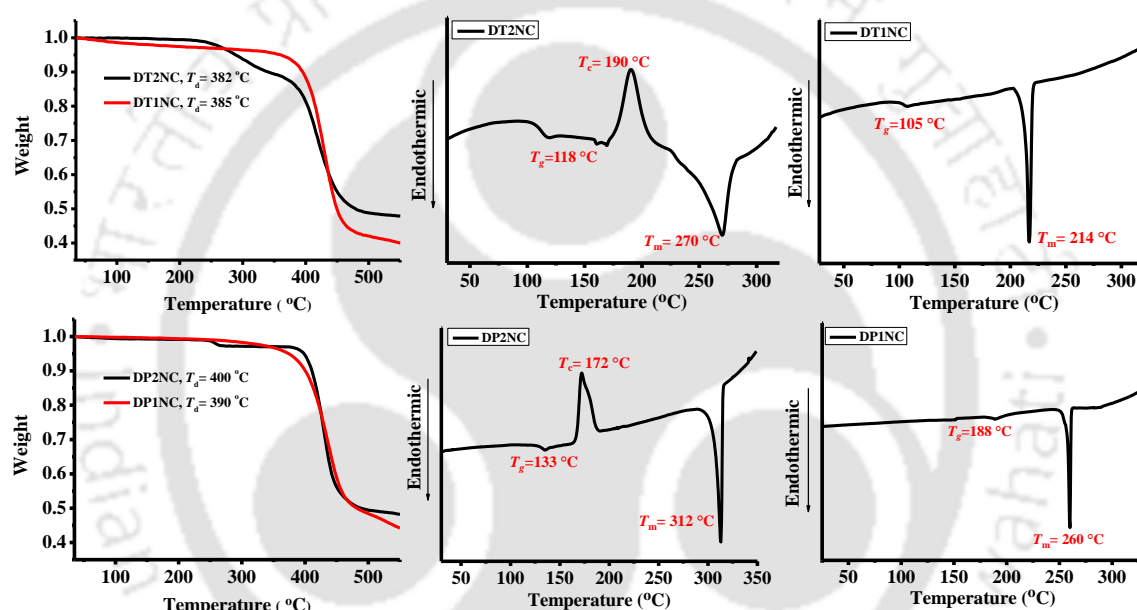 1.0
0.9
0.8
0.7
0.6
0.5
0.4
Weight
DT2NC, Td= 382 °C
DT1NC, Td= 385 °C
100 200 300 400 500
Temperature ( °C)
DT2NC
Tc= 190 °C
Tg=118 °C
Tm= 270 °C
Endothermic
50 100 150 200 250 300
Temperature (°C)
DT1NC
Tg=105 °C
Tm= 214 °C
Endothermic
50 100 150 200 250 300
Temperature (°C)
1.0
0.9
0.8
0.7
0.6
0.5
0.4
Weight
DP2NC, Td= 400 °C
DP1NC, Td= 390 °C
100 200 300 400 500
Temperature ( °C)
DP2NC
Tc= 172 °C
Tg=133 °C
Tm= 312 °C
Endothermic
50 100 150 200 250 300 350
Temperature (°C)
DP1NC
Tg=188 °C
Tm= 260 °C
Endothermic
50 100 150 200 250 300
Temperature (°C)
Indian